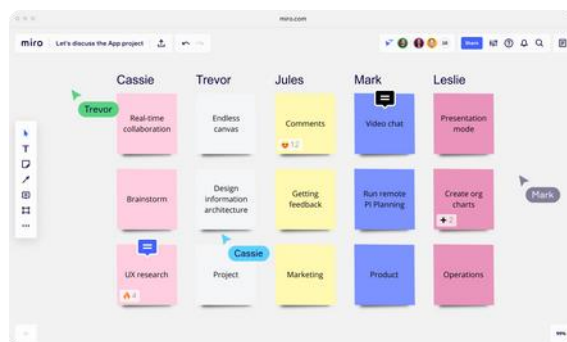 miro.com
miro Let's discuss the App project Share
Cassie Trevor Jules Mark Leslie
Trevor
Real-time
collaboration
Endless
canvas
Comments
12
Video chat
Presentation
mode
Brainstorm
Design
information
architecture
Getting
feedback
Run remote
PI Planning
Create org
charts
2
Mark
Cassie
UX research
4
Project
Marketing
Product
Operations